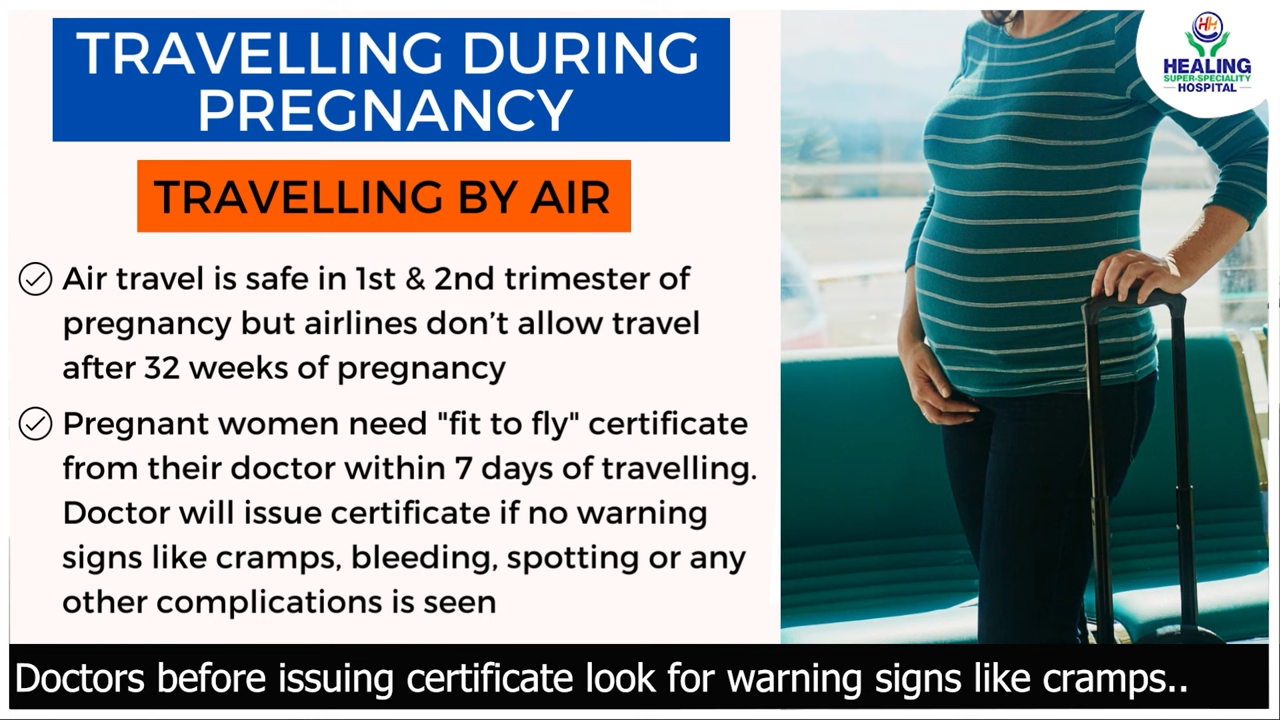 TRAVELLING DURING
PREGNANCY
TRAVELLING BY AIR
Air travel is safe in 1st & 2nd trimester of
pregnancy but airlines don’t allow travel
after 32 weeks of pregnancy
Pregnant women need "fit to fly" certificate
from their doctor within 7 days of travelling.
Doctor will issue certificate if no warning
signs like cramps, bleeding, spotting or any
other complications is seen
HH
HEALING
SUPER-SPECIALITY
HOSPITAL
Doctors before issuing certificate look for warning signs like cramps..